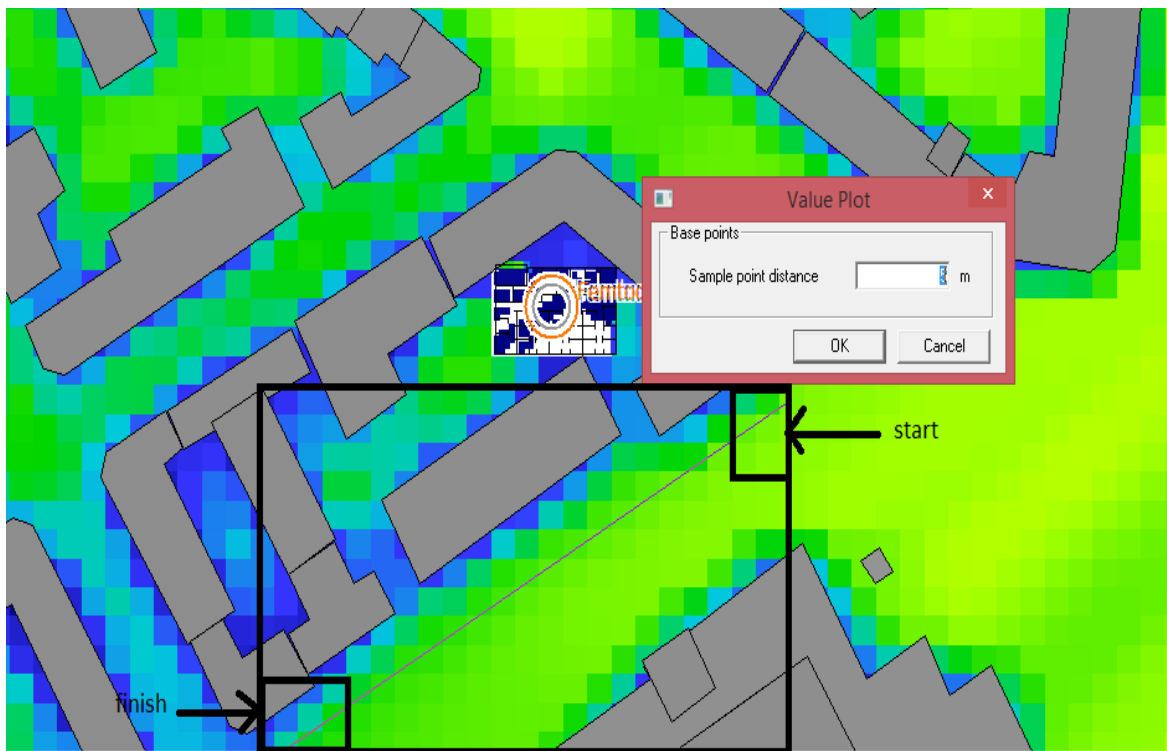 Value Plot
Base points
Sample point distance
m
OK
Cancel
start
finish